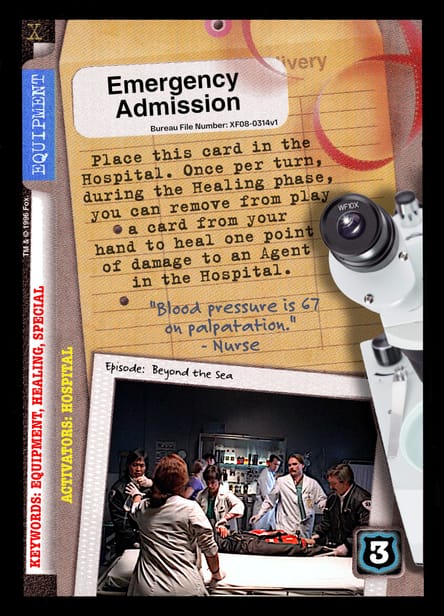 X
ivery
Emergency
Admission
Bureau File Number: XF08-0314v1
EQUIPMENT
TM & © 1996 Fox.
KEYWORDS: EQUIPMENT, HEALING, SPECIAL
ACTIVATORS: HOSPITAL
Place this card in the
Hospital. Once per turn,
during the Healing phase,
you can remove from play
a card from your
hand to heal one point
of damage to an Agent
in the Hospital.
WF10X
"Blood pressure is 67
on palpatation."
- Nurse
Episode: Beyond the Sea
3